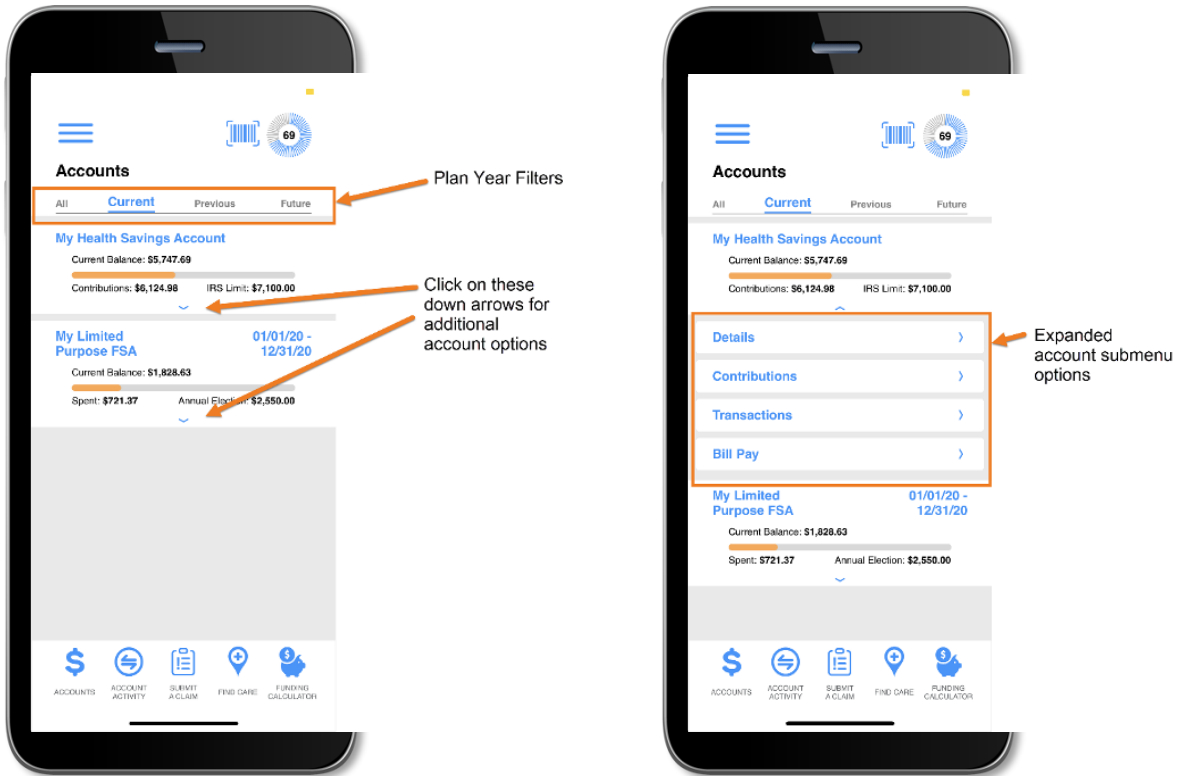 69
Accounts
All Current Previous Future
My Health Savings Account
Current Balance: $5,747.69
Contributions: $6,124.98 IRS Limit: $7,100.00
My Limited 01/01/20 -
Purpose FSA 12/31/20
Current Balance: $1,828.63
Spent: $721.37 Annual Election: $2,550.00
ACCOUNTS ACCOUNT SUBMIT FIND CARE FUNDING
ACTIVITY A CLAIM CALCULATOR
Plan Year Filters
Click on these
down arrows for
additional
account options
69
Accounts
All Current Previous Future
My Health Savings Account
Current Balance: $5,747.69
Contributions: $6,124.98 IRS Limit: $7,100.00
Details
Contributions
Transactions
Bill Pay
My Limited 01/01/20 -
Purpose FSA 12/31/20
Current Balance: $1,828.63
Spent: $721.37 Annual Election: $2,550.00
ACCOUNTS ACCOUNT SUBMIT FIND CARE FUNDING
ACTIVITY A CLAIM CALCULATOR
Expanded
account submenu
options